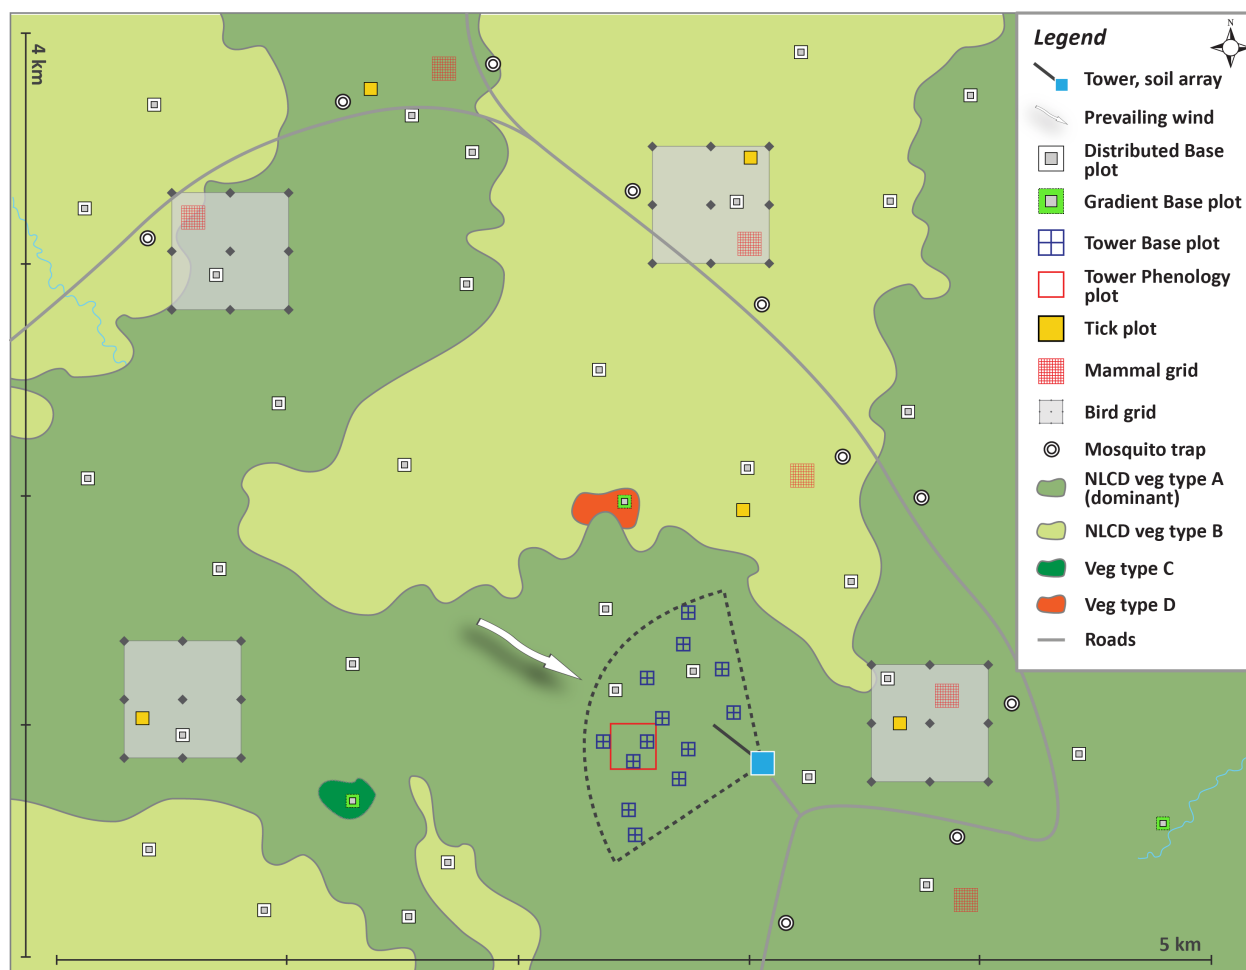 4 km
Legend
N
Tower, soil array
Prevailing wind
Distributed Base
plot
Gradient Base plot
Tower Base plot
Tower Phenology
plot
Tick plot
Mammal grid
Bird grid
Mosquito trap
NLCD veg type A
(dominant)
NLCD veg type B
Veg type C
Veg type D
Roads
5 km